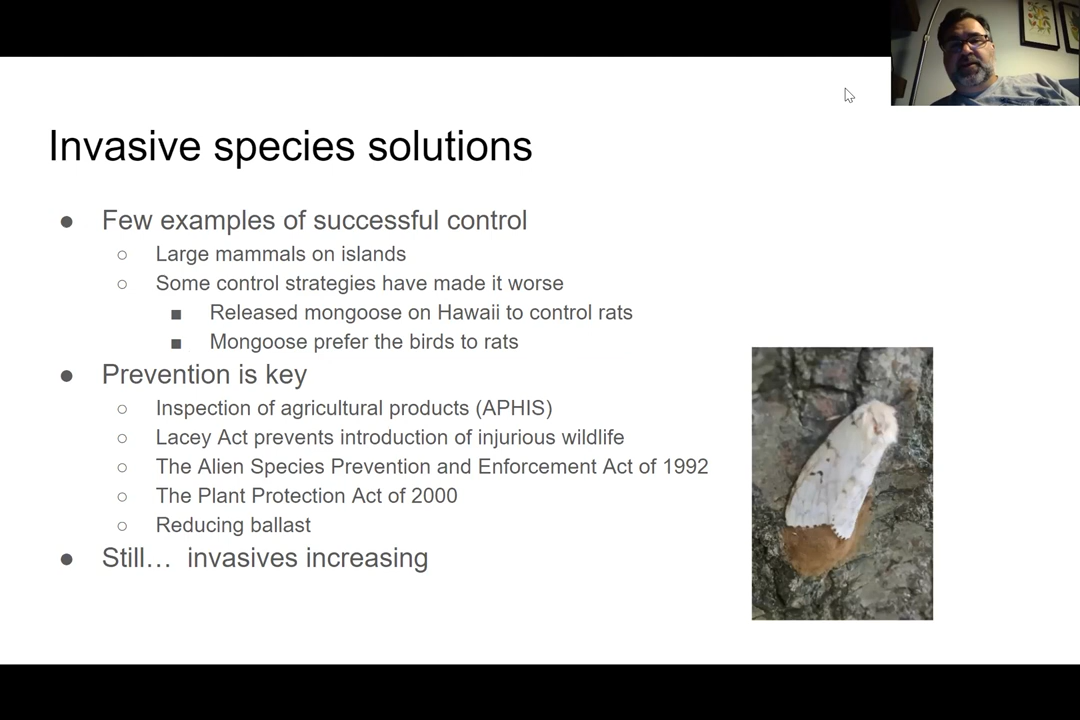 Invasive species solutions
● Few examples of successful control
○ Large mammals on islands
○ Some control strategies have made it worse
■ Released mongoose on Hawaii to control rats
■ Mongoose prefer the birds to rats
● Prevention is key
○ Inspection of agricultural products (APHIS)
○ Lacey Act prevents introduction of injurious wildlife
○ The Alien Species Prevention and Enforcement Act of 1992
○ The Plant Protection Act of 2000
○ Reducing ballast
● Still… invasives increasing